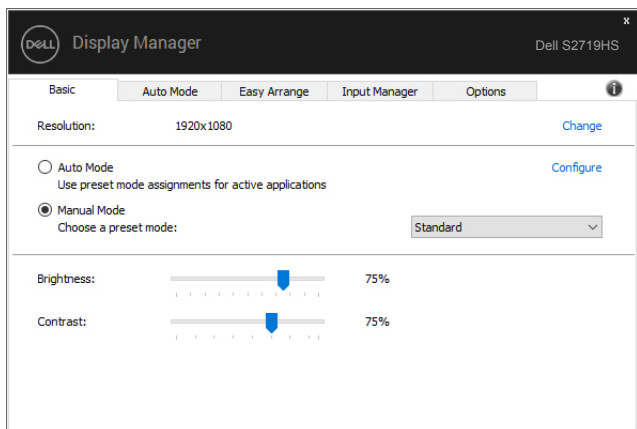 x
DELL
Display Manager
Dell S2719HS
Basic
Auto Mode
Easy Arrange
Input Manager
Options
i
Resolution:
1920x1080
Change
Auto Mode
Configure
Use preset mode assignments for active applications
Manual Mode
Choose a preset mode:
Standard
Brightness:
75%
Contrast:
75%